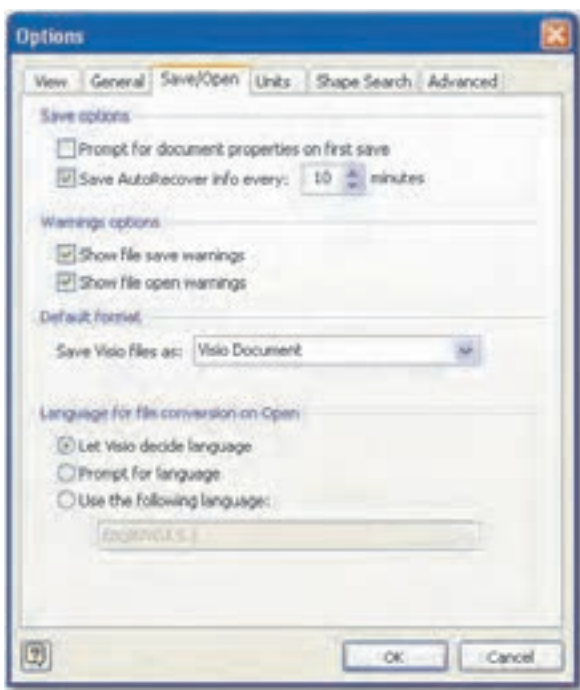 Options
View General Save/Open Units Shape Search Advanced
Save options
Prompt for document properties on first save
Save AutoRecover info every: 10 minutes
Warnings options
Show file save warnings
Show file open warnings
Default format
Save Visio files as: Visio Document
Language for file conversion on Open
Let Visio decide language
Prompt for language
Use the following language:
OK Cancel